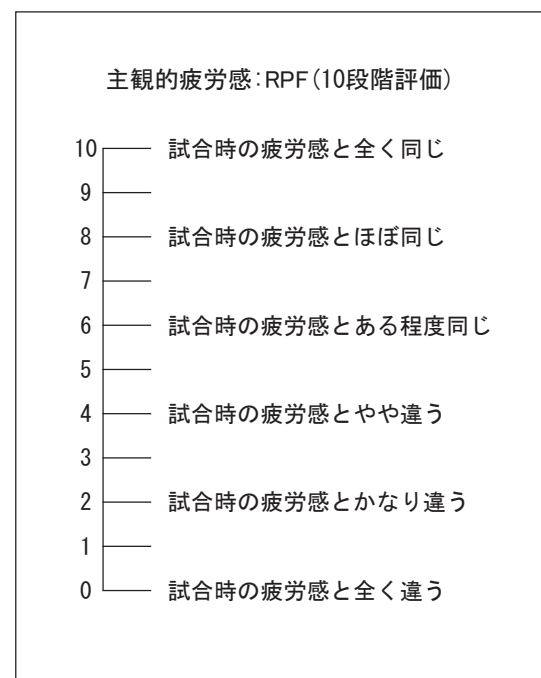 主観的疲労感：RPF（10段階評価）
10 試合時の疲労感と全く同じ
9
8 試合時の疲労感とほぼ同じ
7
6 試合時の疲労感とある程度同じ
5
4 試合時の疲労感とやや違う
3
2 試合時の疲労感とかなり違う
1
0 試合時の疲労感と全く違う